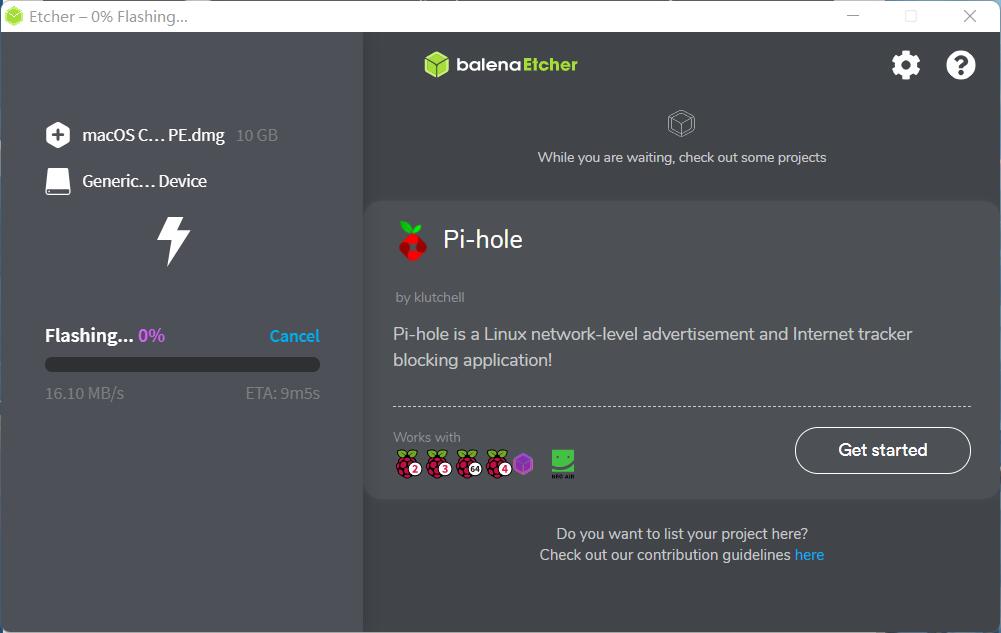 Etcher – 0% Flashing...
balenaEtcher
macOS C... PE.dmg 10 GB
Generic... Device
While you are waiting, check out some projects
Pi-hole
by klutchell
Pi-hole is a Linux network-level advertisement and Internet tracker
blocking application!
Flashing... 0% Cancel
16.10 MB/s ETA: 9m5s
Works with
2 3 64 4
NEO AIR
Get started
Do you want to list your project here?
Check out our contribution guidelines here